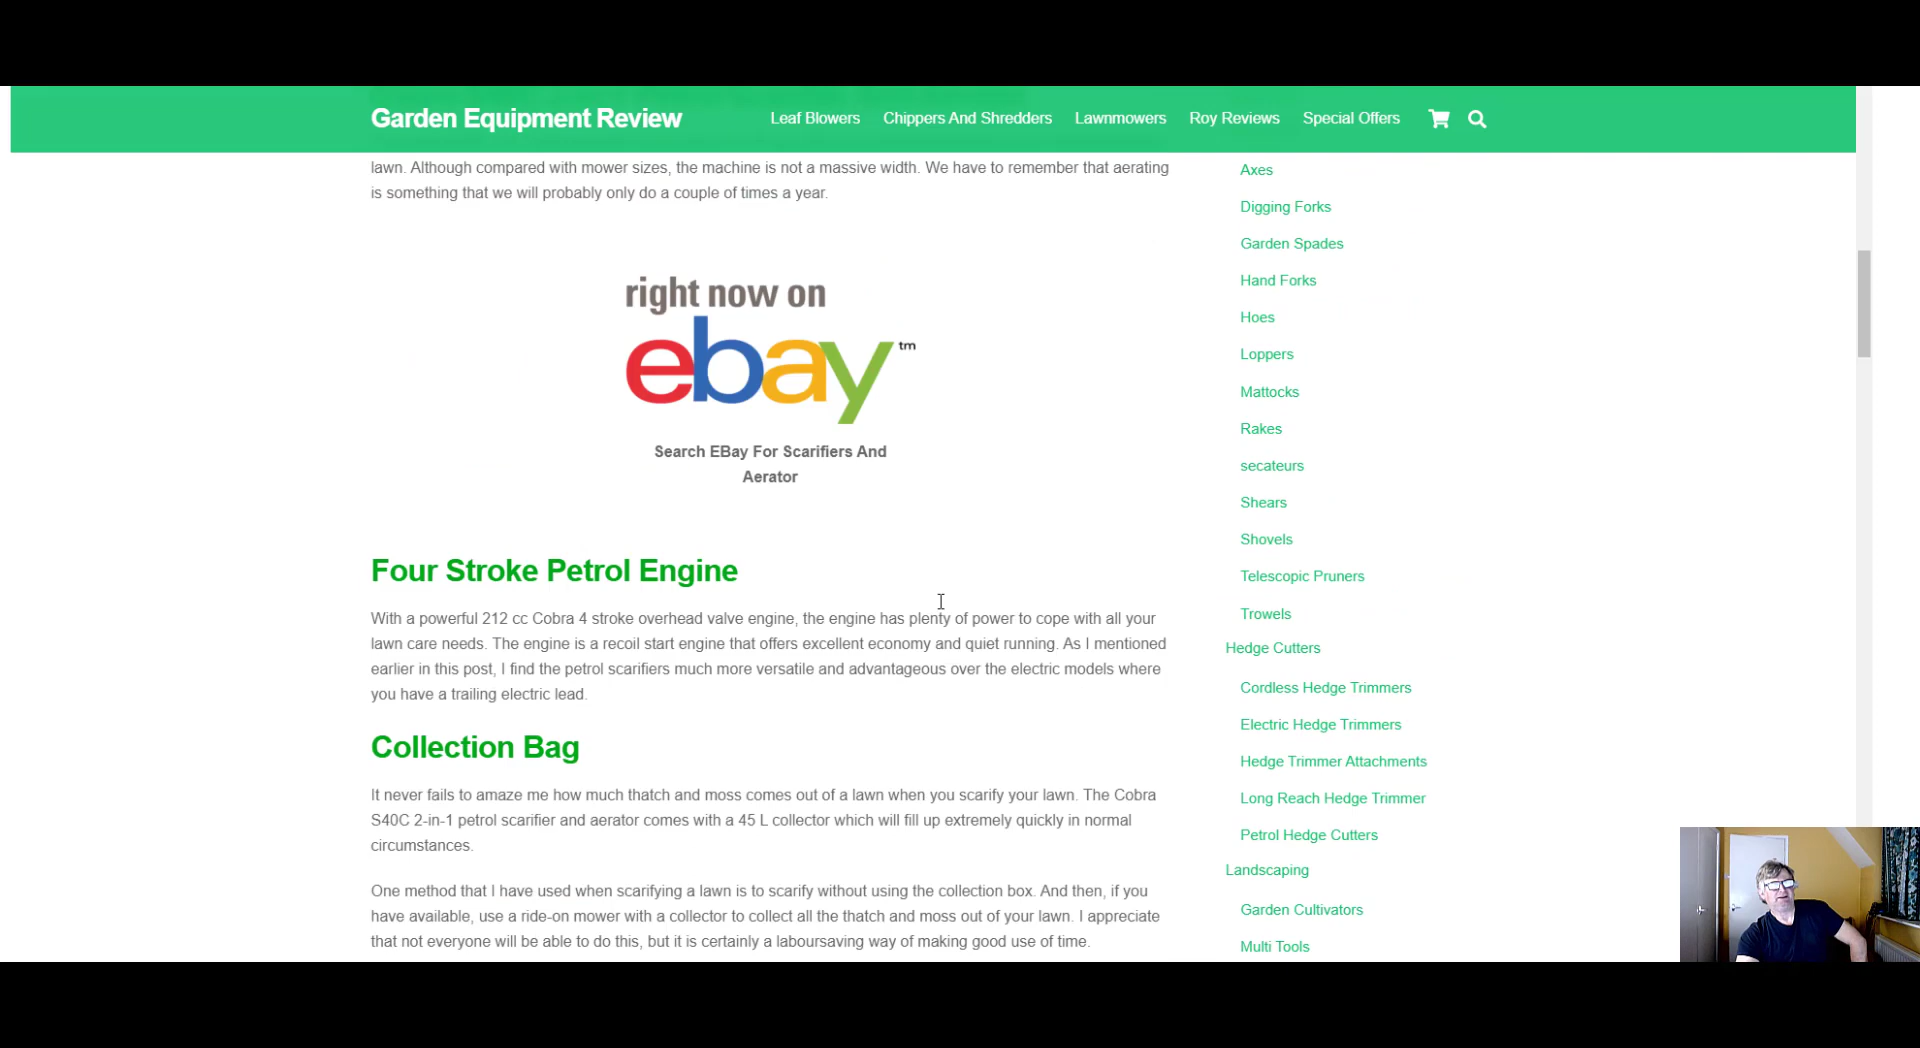 Garden Equipment Review
Leaf Blowers
Chippers And Shredders
Lawnmowers
Roy Reviews
Special Offers
lawn. Although compared with mower sizes, the machine is not a massive width. We have to remember that aerating
is something that we will probably only do a couple of times a year.
right now on
ebay™
Search EBay For Scarifiers And
Aerator
Four Stroke Petrol Engine
With a powerful 212 cc Cobra 4 stroke overhead valve engine, the engine has plenty of power to cope with all your
lawn care needs. The engine is a recoil start engine that offers excellent economy and quiet running. As I mentioned
earlier in this post, I find the petrol scarifiers much more versatile and advantageous over the electric models where
you have a trailing electric lead.
Collection Bag
It never fails to amaze me how much thatch and moss comes out of a lawn when you scarify your lawn. The Cobra
S40C 2-in-1 petrol scarifier and aerator comes with a 45 L collector which will fill up extremely quickly in normal
circumstances.
One method that I have used when scarifying a lawn is to scarify without using the collection box. And then, if you
have available, use a ride-on mower with a collector to collect all the thatch and moss out of your lawn. I appreciate
that not everyone will be able to do this, but it is certainly a laboursaving way of making good use of time.
Axes
Digging Forks
Garden Spades
Hand Forks
Hoes
Loppers
Mattocks
Rakes
secateurs
Shears
Shovels
Telescopic Pruners
Trowels
Hedge Cutters
Cordless Hedge Trimmers
Electric Hedge Trimmers
Hedge Trimmer Attachments
Long Reach Hedge Trimmer
Petrol Hedge Cutters
Landscaping
Garden Cultivators
Multi Tools